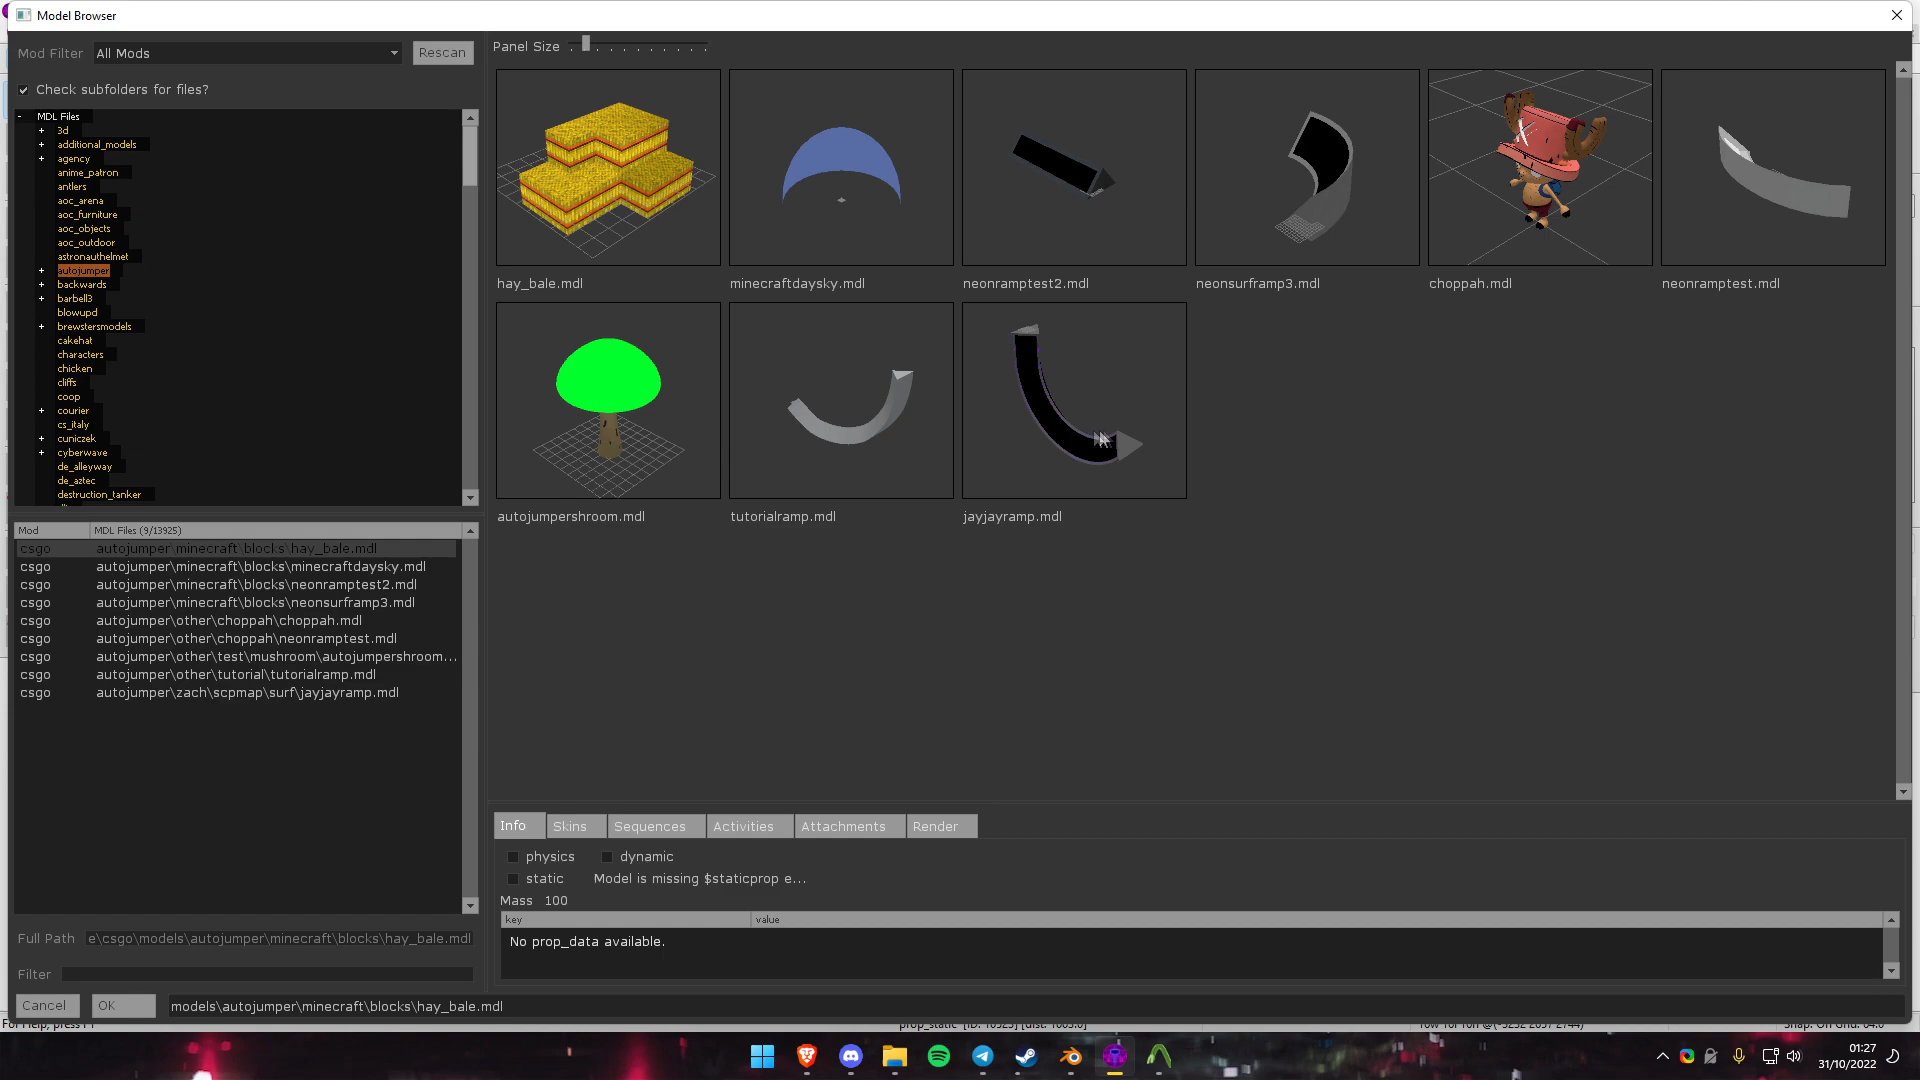 Model Browser
Mod Filter All Mods Rescan
Panel Size
Check subfolders for files?
MDL Files
3d
additional_models
agency
anime_patron
antlers
aoc_arena
aoc_furniture
aoc_objects
aoc_outdoor
astronauthelmet
autojumper
backwards
barbell3
blowupd
brewstersmodels
cakehat
characters
chicken
cliffs
coop
courier
cs_italy
cuniczek
cyberwave
de_alleyway
de_aztec
destruction_tanker
hay_bale.mdl
minecraftdaysky.mdl
neonramptest2.mdl
neonsurframp3.mdl
choppah.mdl
neonramptest.mdl
autojumpershroom.mdl
tutorialramp.mdl
jayjayramp.mdl
Mod MDL Files (9/13925)
csgo autojumper\minecraft\blocks\hay_bale.mdl
csgo autojumper\minecraft\blocks\minecraftdaysky.mdl
csgo autojumper\minecraft\blocks\neonramptest2.mdl
csgo autojumper\minecraft\blocks\neonsurframp3.mdl
csgo autojumper\other\choppah\choppah.mdl
csgo autojumper\other\choppah\neonramptest.mdl
csgo autojumper\other\test\mushroom\autojumpershroom...
csgo autojumper\other\tutorial\tutorialramp.mdl
csgo autojumper\zach\scpmap\surf\jayjayramp.mdl
Full Path e\csgo\models\autojumper\minecraft\blocks\hay_bale.mdl
Filter
Cancel OK models\autojumper\minecraft\blocks\hay_bale.mdl
Info Skins Sequences Activities Attachments Render
physics dynamic
static Model is missing $staticprop e...
Mass 100
key value
No prop_data available.
01:27
31/10/2022